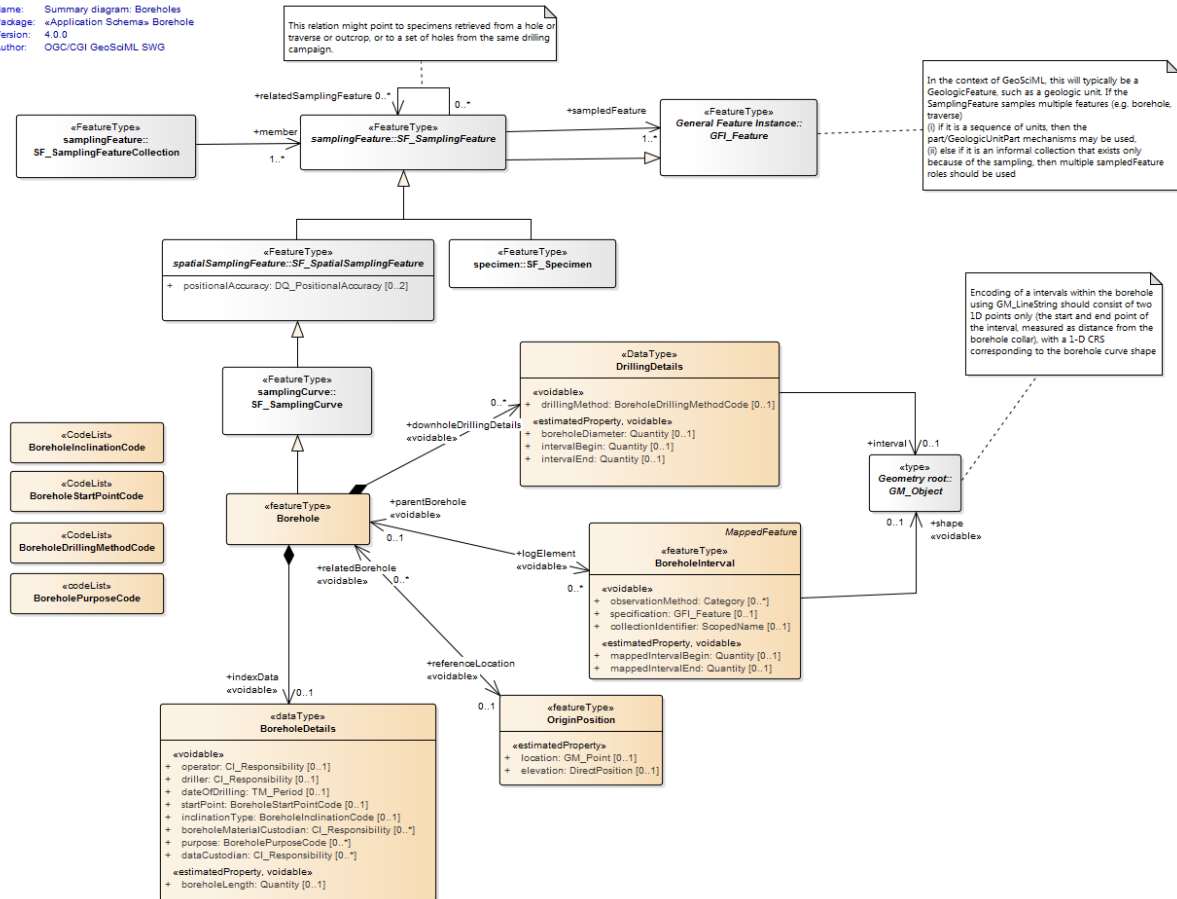 Name: Summary diagram: Boreholes
Package: «Application Schema» Borehole
Version: 4.0.0
Author: OGC/CGI GeoSciML SWG
This relation might point to specimens retrieved from a hole or
traverse or outcrop, or to a set of holes from the same drilling
campaign.
In the context of GeoSciML, this will typically be a
GeologicFeature, such as a geologic unit. If the
SamplingFeature samples multiple features (e.g. borehole,
traverse)
(i) if it is a sequence of units, then the
part/GeologicUnitPart mechanisms may be used,
(ii) else if it is an informal collection that exists only
because of the sampling, then multiple sampledFeature
roles should be used
+relatedSamplingFeature 0..*
0..*
«FeatureType»
samplingFeature::
SF_SamplingFeatureCollection
+member
1..*
«FeatureType»
samplingFeature::SF_SamplingFeature
+sampledFeature
1..*
«FeatureType»
General Feature Instance::
GFI_Feature
«FeatureType»
spatialSamplingFeature::SF_SpatialSamplingFeature
+ positionalAccuracy: DQ_PositionalAccuracy [0..2]
«FeatureType»
specimen::SF_Specimen
Encoding of a intervals within the borehole
using GM_LineString should consist of two
1D points only (the start and end point of
the interval, measured as distance from the
borehole collar), with a 1-D CRS
corresponding to the borehole curve shape
«FeatureType»
samplingCurve::
SF_SamplingCurve
«DataType»
DrillingDetails
«voidable»
+ drillingMethod: BoreholeDrillingMethodCode [0..1]
«estimatedProperty, voidable»
+ boreholeDiameter: Quantity [0..1]
+ intervalBegin: Quantity [0..1]
+ intervalEnd: Quantity [0..1]
0..*
+downholeDrillingDetails
«voidable»
+interval
0..1
«type»
Geometry root::
GM_Object
0..1
+shape
«voidable»
«CodeList»
BoreholeInclinationCode
«CodeList»
BoreholeStartPointCode
«CodeList»
BoreholeDrillingMethodCode
«codeList»
BoreholePurposeCode
«featureType»
Borehole
+parentBorehole
«voidable»
0..1
+logElement
«voidable»
0..*
MappedFeature
«featureType»
BoreholeInterval
«voidable»
+ observationMethod: Category [0..*]
+ specification: GFI_Feature [0..1]
+ collectionIdentifier: ScopedName [0..1]
«estimatedProperty, voidable»
+ mappedIntervalBegin: Quantity [0..1]
+ mappedIntervalEnd: Quantity [0..1]
+relatedBorehole
«voidable»
0..*
+referenceLocation
«voidable»
0..1
«featureType»
OriginPosition
«estimatedProperty»
+ location: GM_Point [0..1]
+ elevation: DirectPosition [0..1]
+indexData
«voidable»
0..1
«dataType»
BoreholeDetails
«voidable»
+ operator: CI_Responsibility [0..1]
+ driller: CI_Responsibility [0..1]
+ dateOfDrilling: TM_Period [0..1]
+ startPoint: BoreholeStartPointCode [0..1]
+ inclinationType: BoreholeInclinationCode [0..1]
+ boreholeMaterialCustodian: CI_Responsibility [0..*]
+ purpose: BoreholePurposeCode [0..*]
+ dataCustodian: CI_Responsibility [0..*]
«estimatedProperty, voidable»
+ boreholeLength: Quantity [0..1]